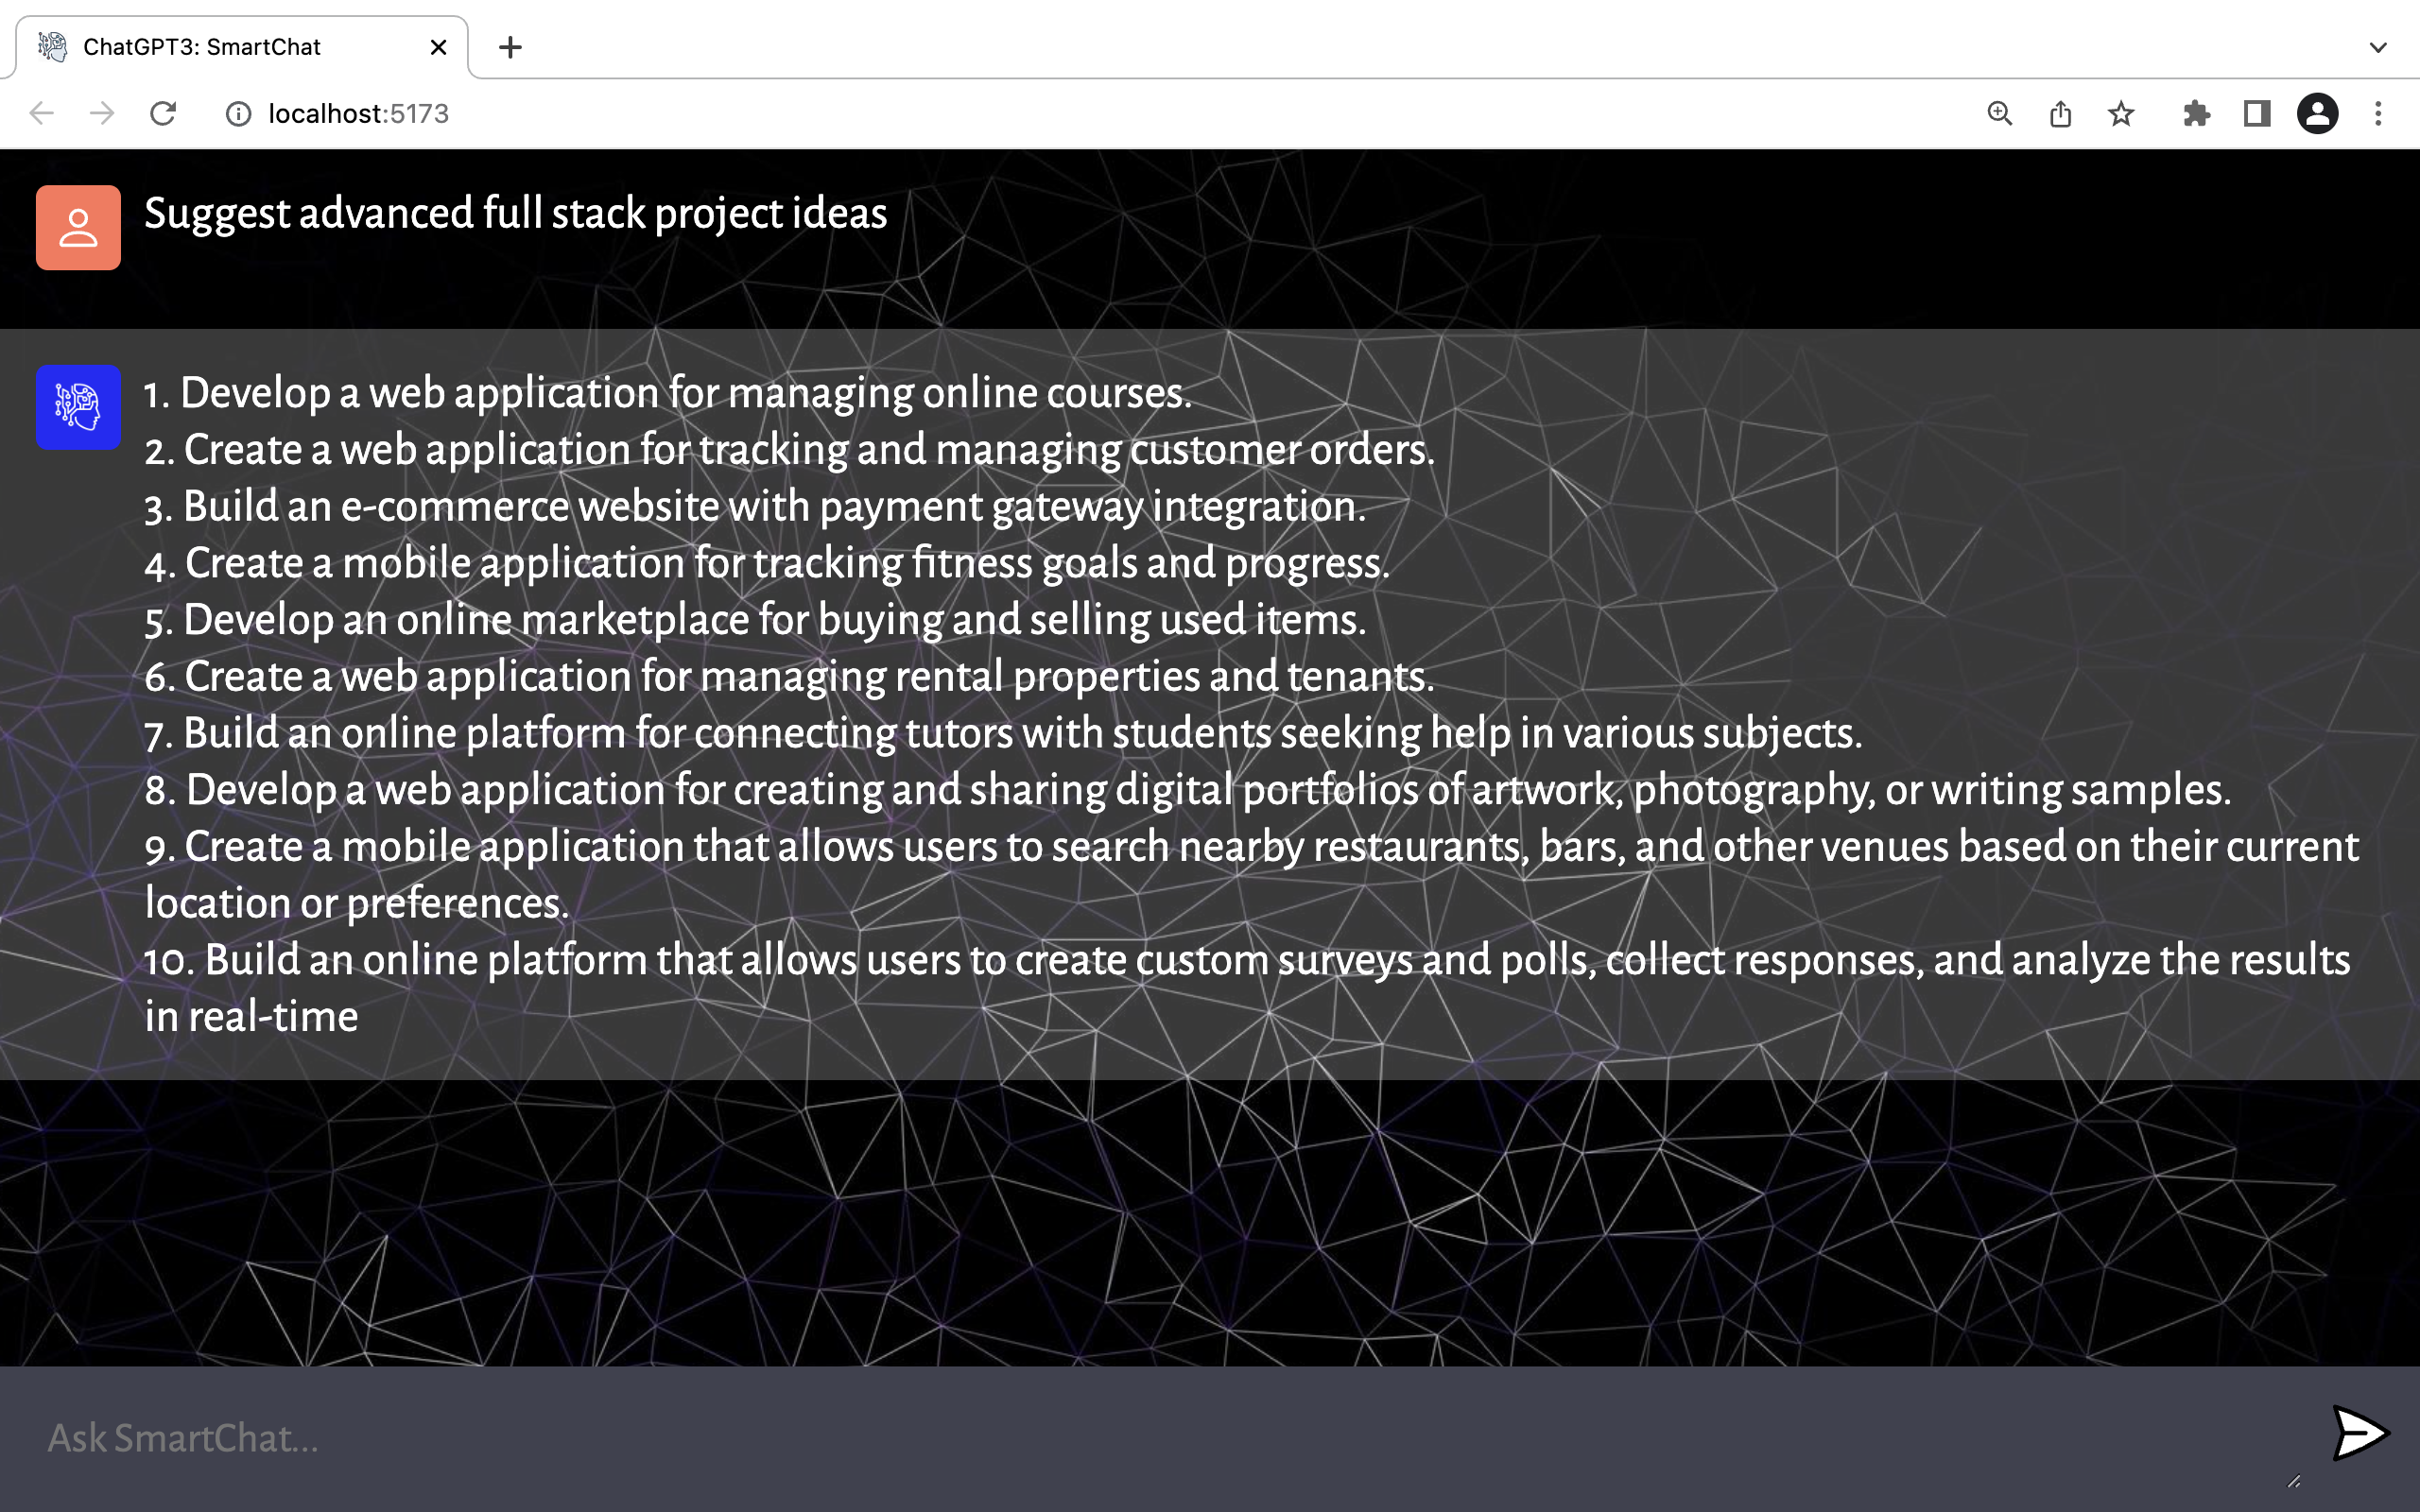 ChatGPT3: SmartChat
localhost:5173
Suggest advanced full stack project ideas
1. Develop a web application for managing online courses.
2. Create a web application for tracking and managing customer orders.
3. Build an e-commerce website with payment gateway integration.
4. Create a mobile application for tracking fitness goals and progress.
5. Develop an online marketplace for buying and selling used items.
6. Create a web application for managing rental properties and tenants.
7. Build an online platform for connecting tutors with students seeking help in various subjects.
8. Develop a web application for creating and sharing digital portfolios of artwork, photography, or writing samples.
9. Create a mobile application that allows users to search nearby restaurants, bars, and other venues based on their current
location or preferences.
10. Build an online platform that allows users to create custom surveys and polls, collect responses, and analyze the results
in real-time
Ask SmartChat...